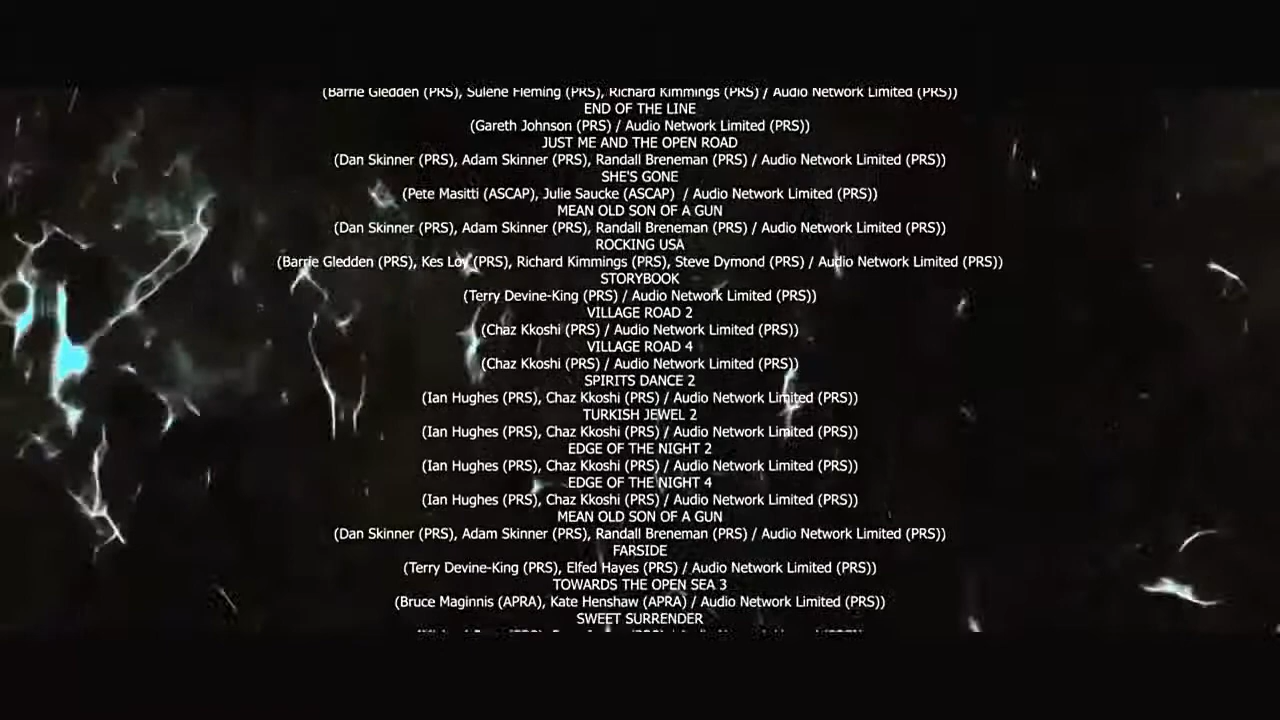 (Barrie Gledden (PRS), Sulene Fleming (PRS), Richard Kimmings (PRS) / Audio Network Limited (PRS))
END OF THE LINE
(Gareth Johnson (PRS) / Audio Network Limited (PRS))
JUST ME AND THE OPEN ROAD
(Dan Skinner (PRS), Adam Skinner (PRS), Randall Breneman (PRS) / Audio Network Limited (PRS))
SHE'S GONE
(Pete Masitti (ASCAP), Julie Saucke (ASCAP) / Audio Network Limited (PRS))
MEAN OLD SON OF A GUN
(Dan Skinner (PRS), Adam Skinner (PRS), Randall Breneman (PRS) / Audio Network Limited (PRS))
ROCKING USA
(Barrie Gledden (PRS), Kes Loy (PRS), Richard Kimmings (PRS), Steve Dymond (PRS) / Audio Network Limited (PRS))
STORYBOOK
(Terry Devine-King (PRS) / Audio Network Limited (PRS))
VILLAGE ROAD 2
(Chaz Kkoshi (PRS) / Audio Network Limited (PRS))
VILLAGE ROAD 4
(Chaz Kkoshi (PRS) / Audio Network Limited (PRS))
SPIRITS DANCE 2
(Ian Hughes (PRS), Chaz Kkoshi (PRS) / Audio Network Limited (PRS))
TURKISH JEWEL 2
(Ian Hughes (PRS), Chaz Kkoshi (PRS) / Audio Network Limited (PRS))
EDGE OF THE NIGHT 2
(Ian Hughes (PRS), Chaz Kkoshi (PRS) / Audio Network Limited (PRS))
EDGE OF THE NIGHT 4
(Ian Hughes (PRS), Chaz Kkoshi (PRS) / Audio Network Limited (PRS))
MEAN OLD SON OF A GUN
(Dan Skinner (PRS), Adam Skinner (PRS), Randall Breneman (PRS) / Audio Network Limited (PRS))
FARSIDE
(Terry Devine-King (PRS), Elfed Hayes (PRS) / Audio Network Limited (PRS))
TOWARDS THE OPEN SEA 3
(Bruce Maginnis (APRA), Kate Henshaw (APRA) / Audio Network Limited (PRS))
SWEET SURRENDER